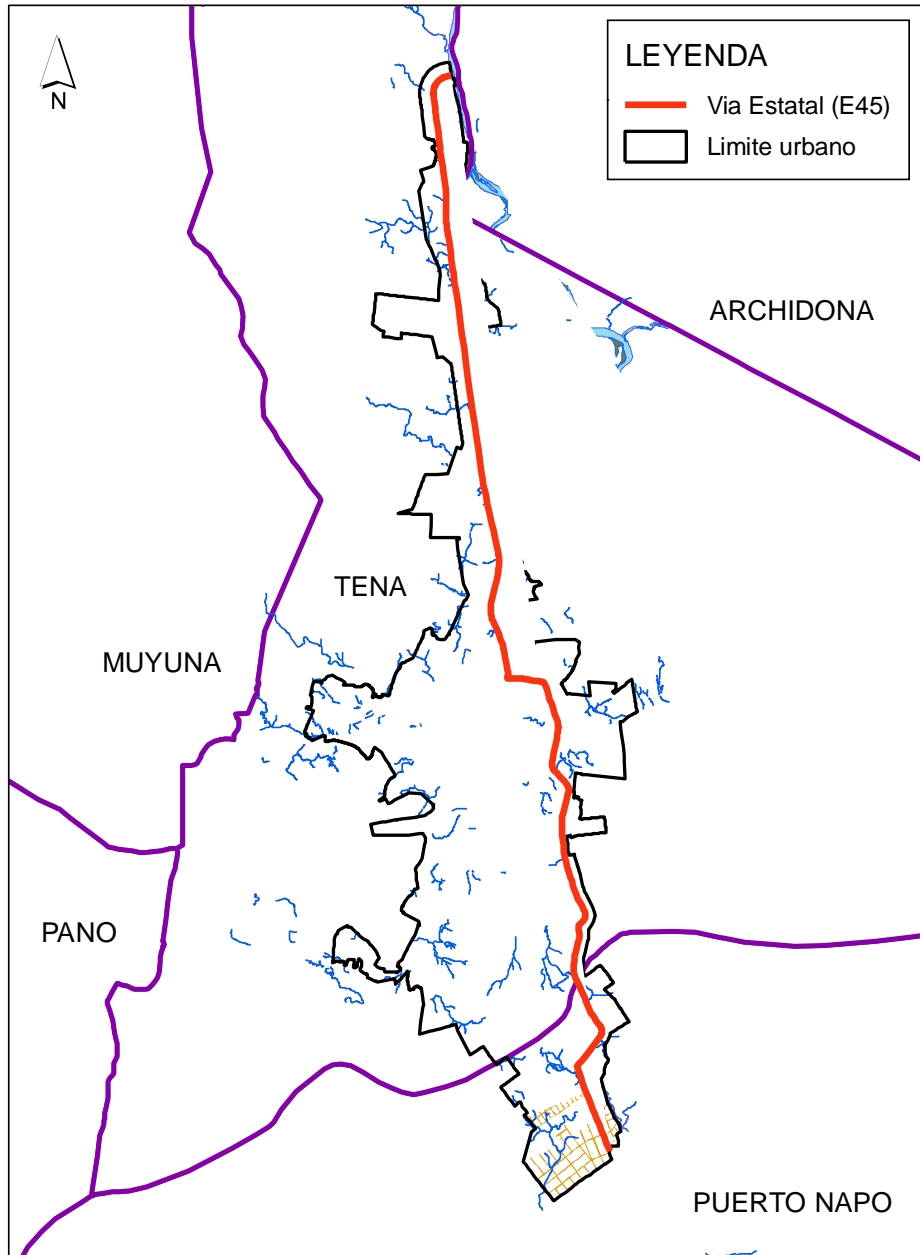 N
LEYENDA
Via Estatal (E45)
Limite urbano
ARCHIDONA
TENA
MUYUNA
PANO
PUERTO NAPO